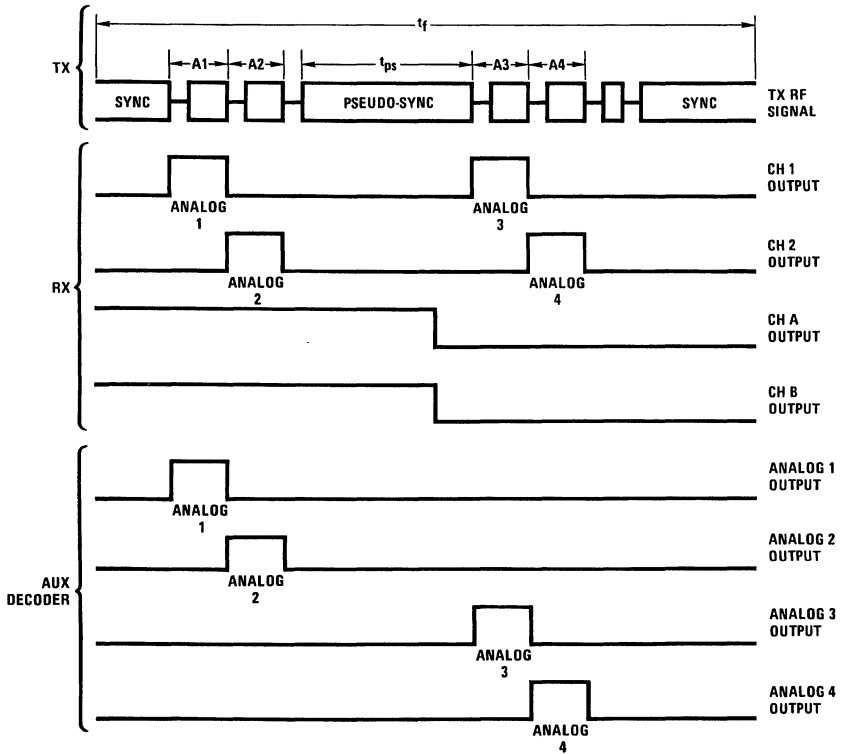 tf
TX
A1
A2
tps
A3
A4
SYNC
PSEUDO-SYNC
SYNC
TX RF
SIGNAL
RX
CH 1
OUTPUT
ANALOG
1
ANALOG
3
CH 2
OUTPUT
ANALOG
2
ANALOG
4
CH A
OUTPUT
CH B
OUTPUT
AUX
DECODER
ANALOG 1
OUTPUT
ANALOG
1
ANALOG 2
OUTPUT
ANALOG
2
ANALOG 3
OUTPUT
ANALOG
3
ANALOG 4
OUTPUT
ANALOG
4